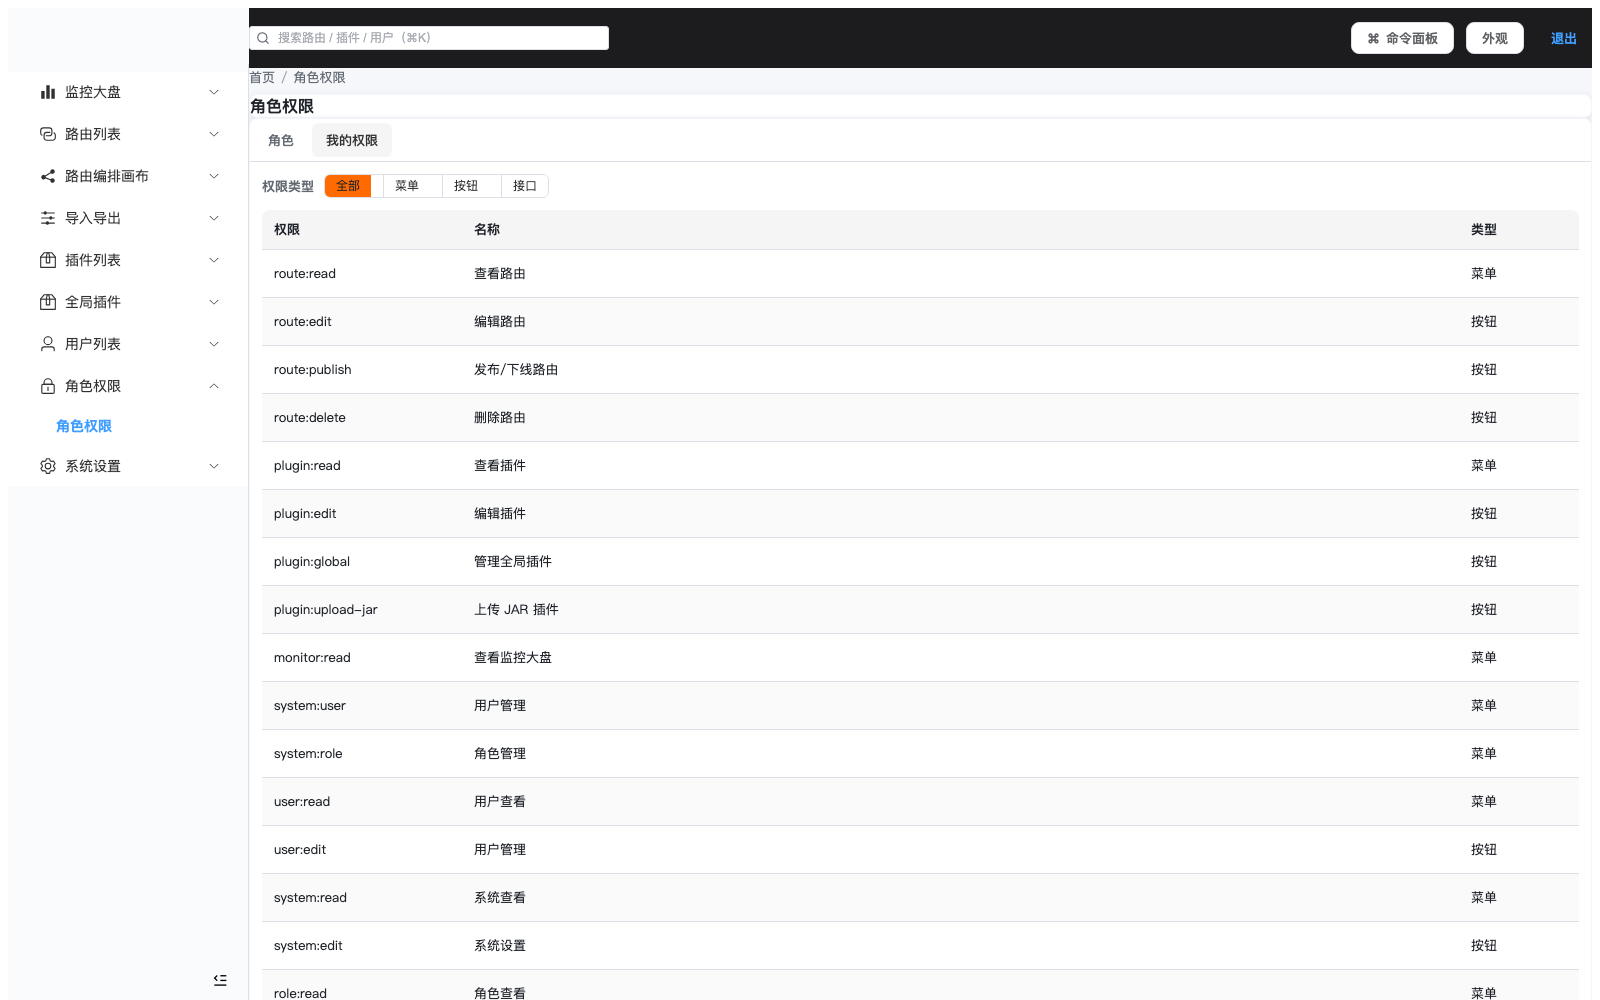 搜索路由 / 插件 / 用户（⌘K）
⌘ 命令面板
外观
退出
监控大盘
路由列表
路由编排画布
导入导出
插件列表
全局插件
用户列表
角色权限
角色权限
系统设置
首页 / 角色权限
角色权限
角色 我的权限
权限类型 全部 菜单 按钮 接口
权限 名称 类型
route:read 查看路由 菜单
route:edit 编辑路由 按钮
route:publish 发布/下线路由 按钮
route:delete 删除路由 按钮
plugin:read 查看插件 菜单
plugin:edit 编辑插件 按钮
plugin:global 管理全局插件 按钮
plugin:upload-jar 上传 JAR 插件 按钮
monitor:read 查看监控大盘 菜单
system:user 用户管理 菜单
system:role 角色管理 菜单
user:read 用户查看 菜单
user:edit 用户管理 按钮
system:read 系统查看 菜单
system:edit 系统设置 按钮
role:read 角色查看 菜单